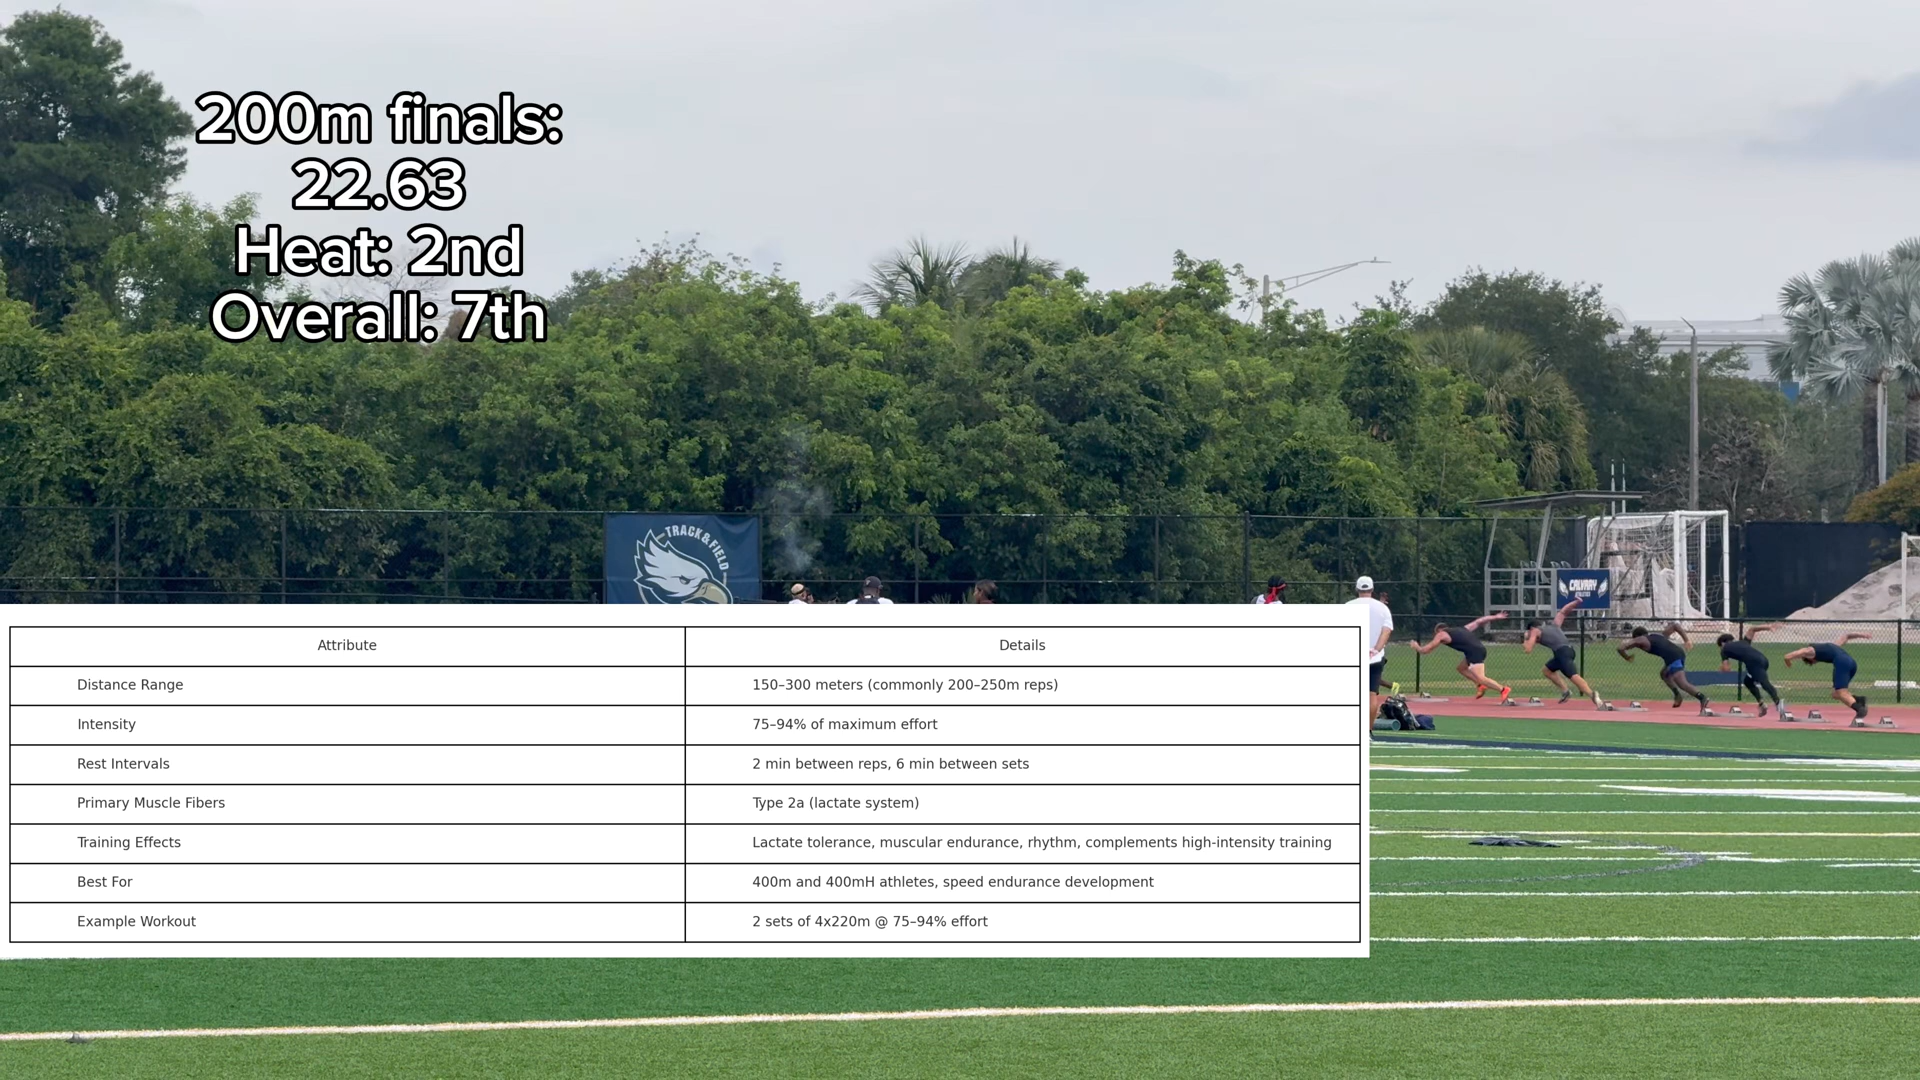 200m finals:
22.63
Heat: 2nd
Overall: 7th
TRACK & FIELD
CALVARY
ATHLETICS
Attribute Details
Distance Range 150–300 meters (commonly 200–250m reps)
Intensity 75–94% of maximum effort
Rest Intervals 2 min between reps, 6 min between sets
Primary Muscle Fibers Type 2a (lactate system)
Training Effects Lactate tolerance, muscular endurance, rhythm, complements high-intensity training
Best For 400m and 400mH athletes, speed endurance development
Example Workout 2 sets of 4x220m @ 75–94% effort